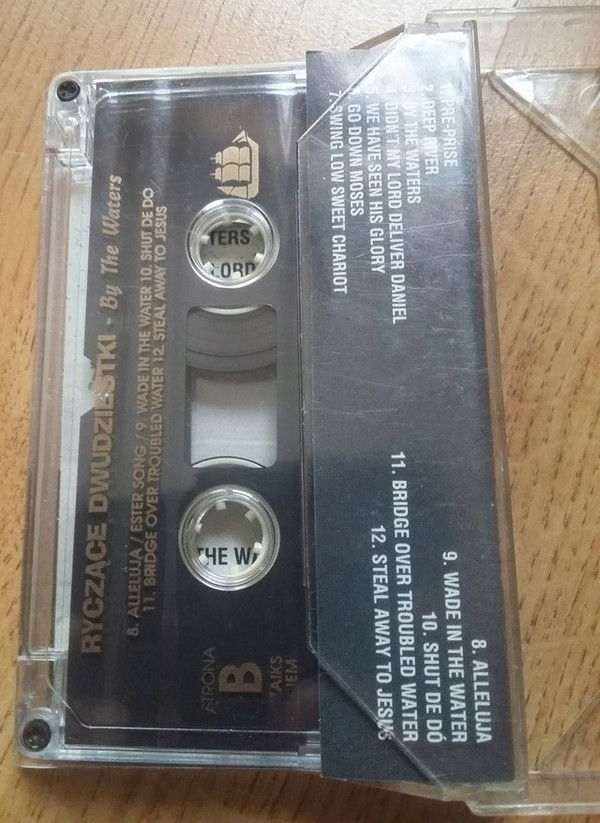 RYCZĄCE DWUDZIESTKI - By The Waters
8. ALLELUJA / ESTER SONG / 9. WADE IN THE WATER 10. SHUT DE DO
11. BRIDGE OVER TROUBLED WATER 12. STEAL AWAY TO JESUS
TERS
LORD
THE WA
STRONA
B
ZAIKS
1. PRE-PRISE
2. DEEP RIVER
3. BY THE WATERS
4. DIDN'T MY LORD DELIVER DANIEL
5. WE HAVE SEEN HIS GLORY
6. GO DOWN MOSES
7. SWING LOW SWEET CHARIOT
8. ALLELUJA
9. WADE IN THE WATER
10. SHUT DE DÓ
11. BRIDGE OVER TROUBLED WATER
12. STEAL AWAY TO JESUS